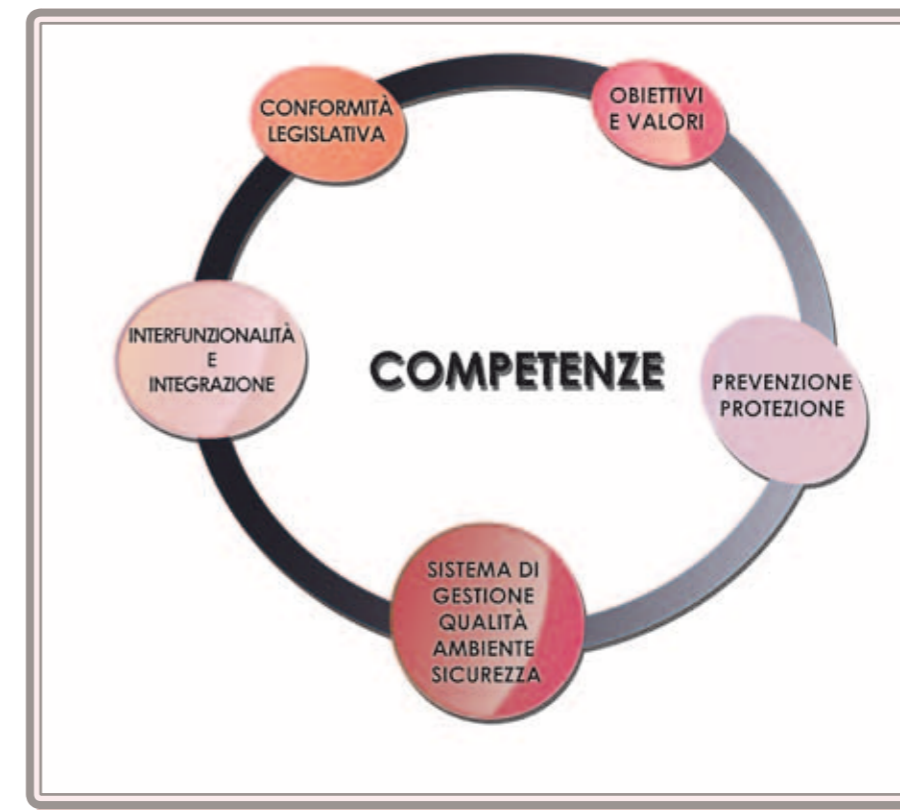 CONFORMITÀ
LEGISLATIVA
OBIETTIVI
E VALORI
INTERFUNZIONALITÀ
E
INTEGRAZIONE
COMPETENZE
PREVENZIONE
PROTEZIONE
SISTEMA DI
GESTIONE
QUALITÀ
AMBIENTE
SICUREZZA